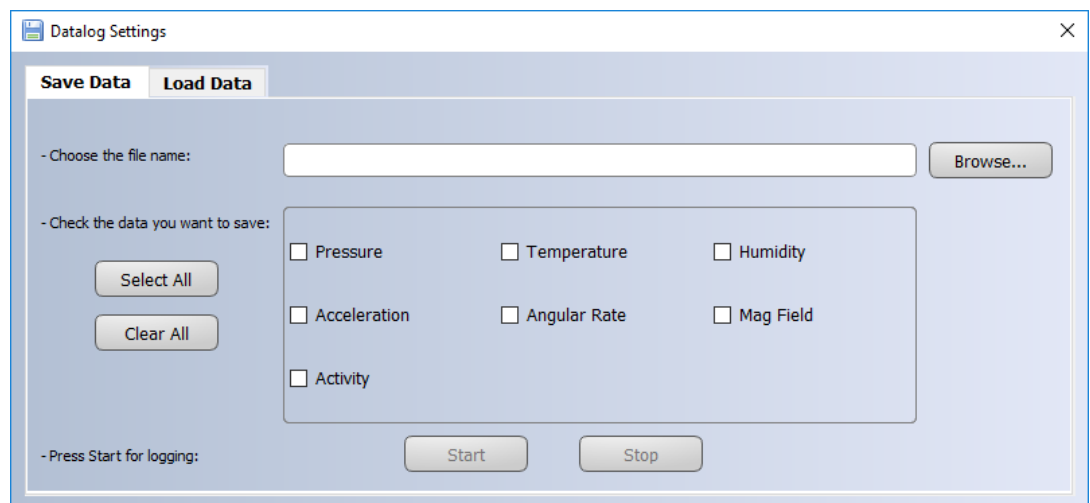 Datalog Settings
Save Data Load Data
- Choose the file name: Browse...
- Check the data you want to save:
Pressure Temperature Humidity
Select All
Acceleration Angular Rate Mag Field
Clear All
Activity
- Press Start for logging: Start Stop